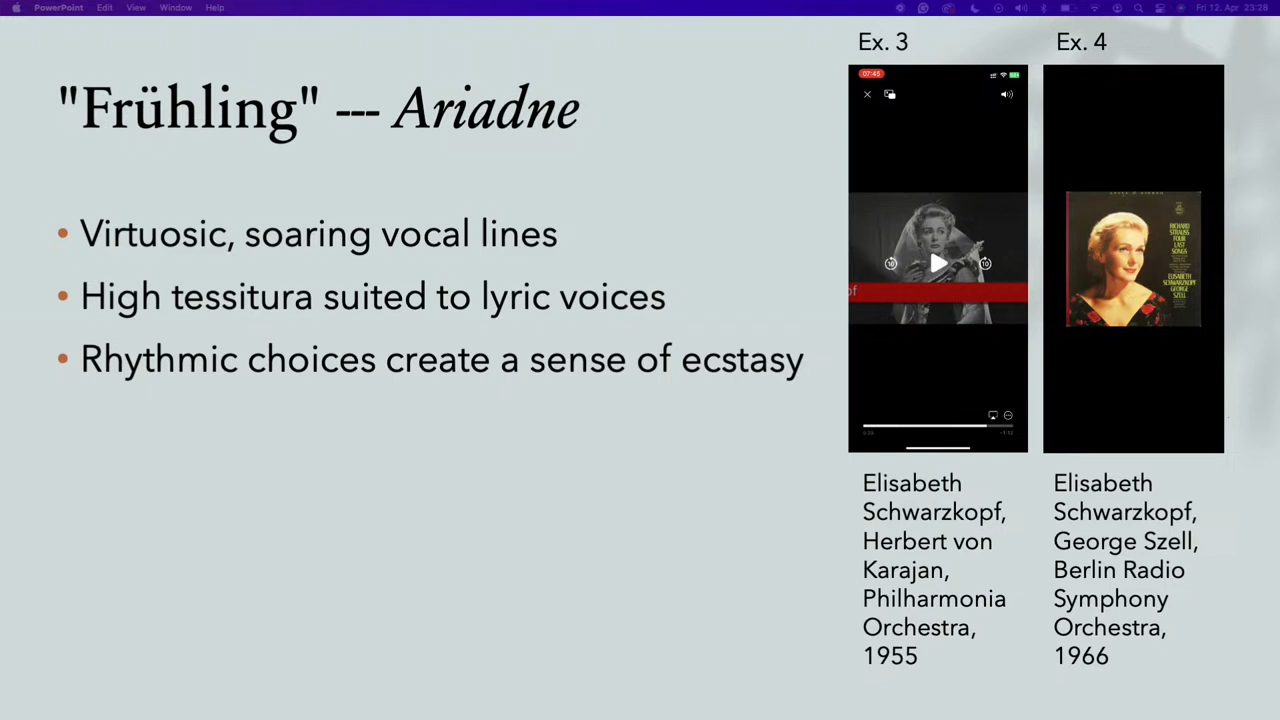 PowerPoint Edit View Window Help
Fri 12. Apr 23:28
"Frühling" --- Ariadne
• Virtuosic, soaring vocal lines
• High tessitura suited to lyric voices
• Rhythmic choices create a sense of ecstasy
Ex. 3
07:45
10
10
of
Elisabeth
Schwarzkopf,
Herbert von
Karajan,
Philharmonia
Orchestra,
1955
Ex. 4
RICHARD
STRAUSS
FOUR
LAST
SONGS
ELISABETH
SCHWARZKOPF
GEORGE
SZELL
Elisabeth
Schwarzkopf,
George Szell,
Berlin Radio
Symphony
Orchestra,
1966